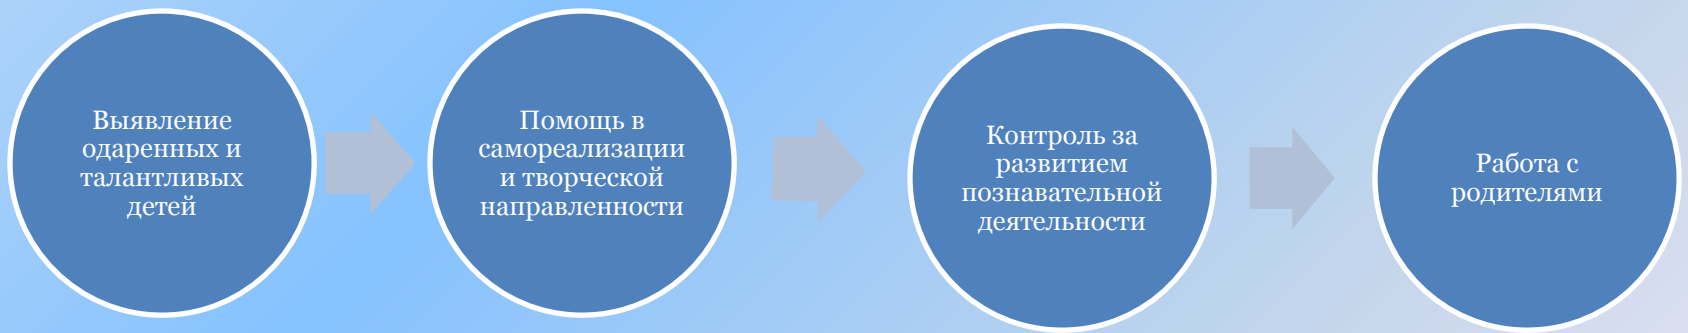 Выявление
одаренных и
талантливых
детей
Помощь в
самореализации
и творческой
направленности
Контроль за
развитием
познавательной
деятельности
Работа с
родителями